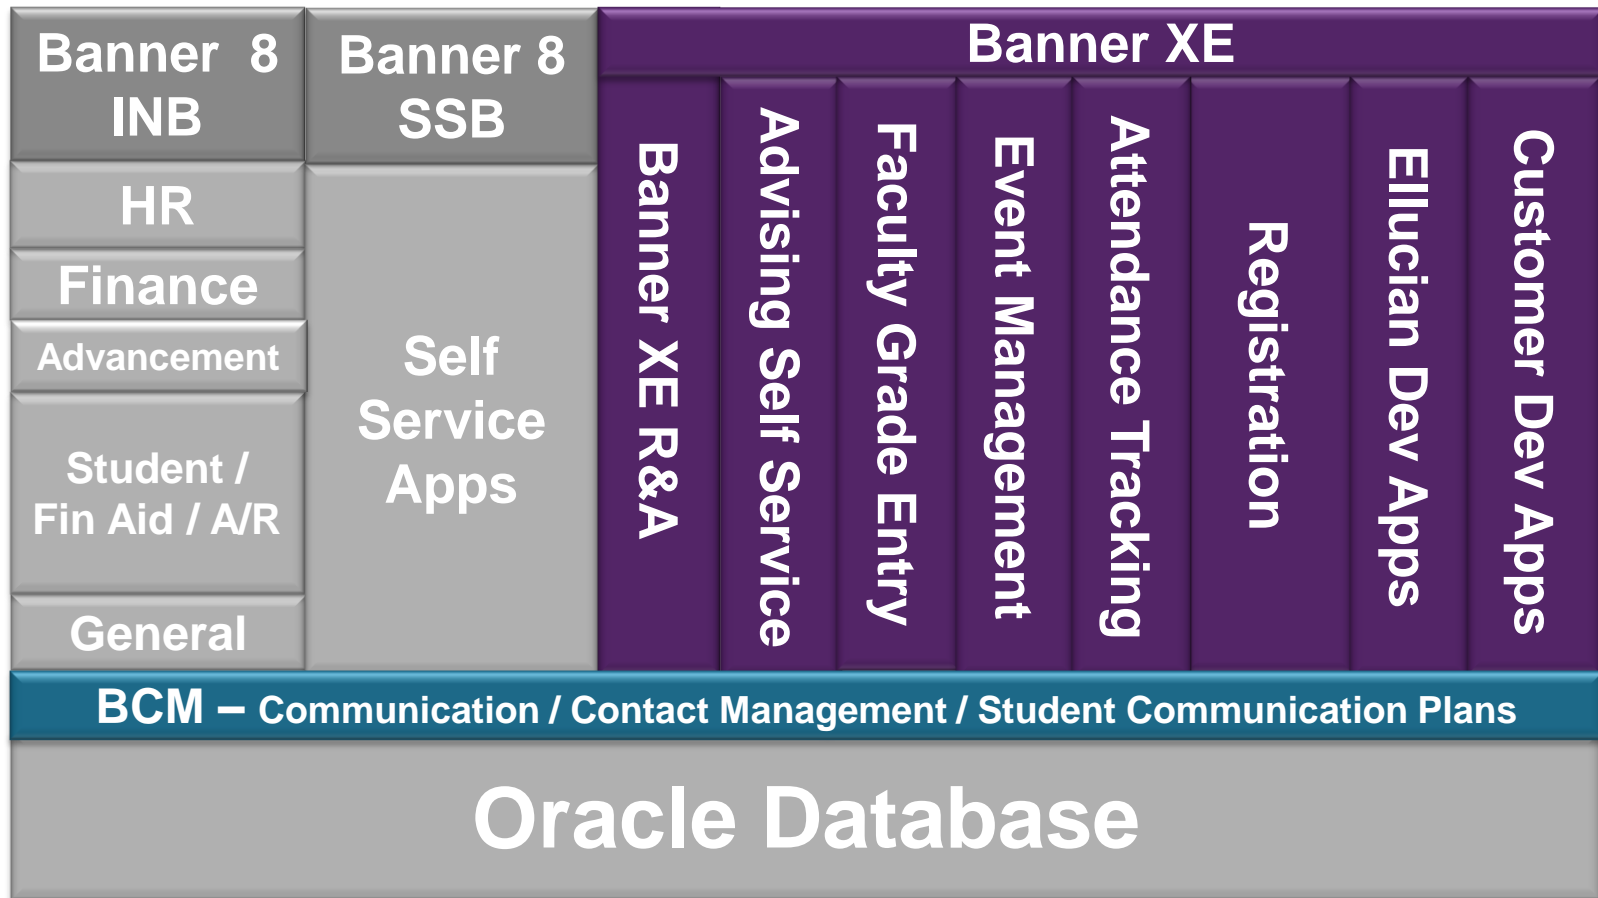 Banner 8
INB
HR
Finance
Advancement
Student /
Fin Aid / A/R
General
Banner 8
SSB
Self
Service
Apps
Banner XE
Banner XE R&A
Advising Self Service
Faculty Grade Entry
Event Management
Attendance Tracking
Registration
Ellucian Dev Apps
Customer Dev Apps
BCM – Communication / Contact Management / Student Communication Plans
Oracle Database